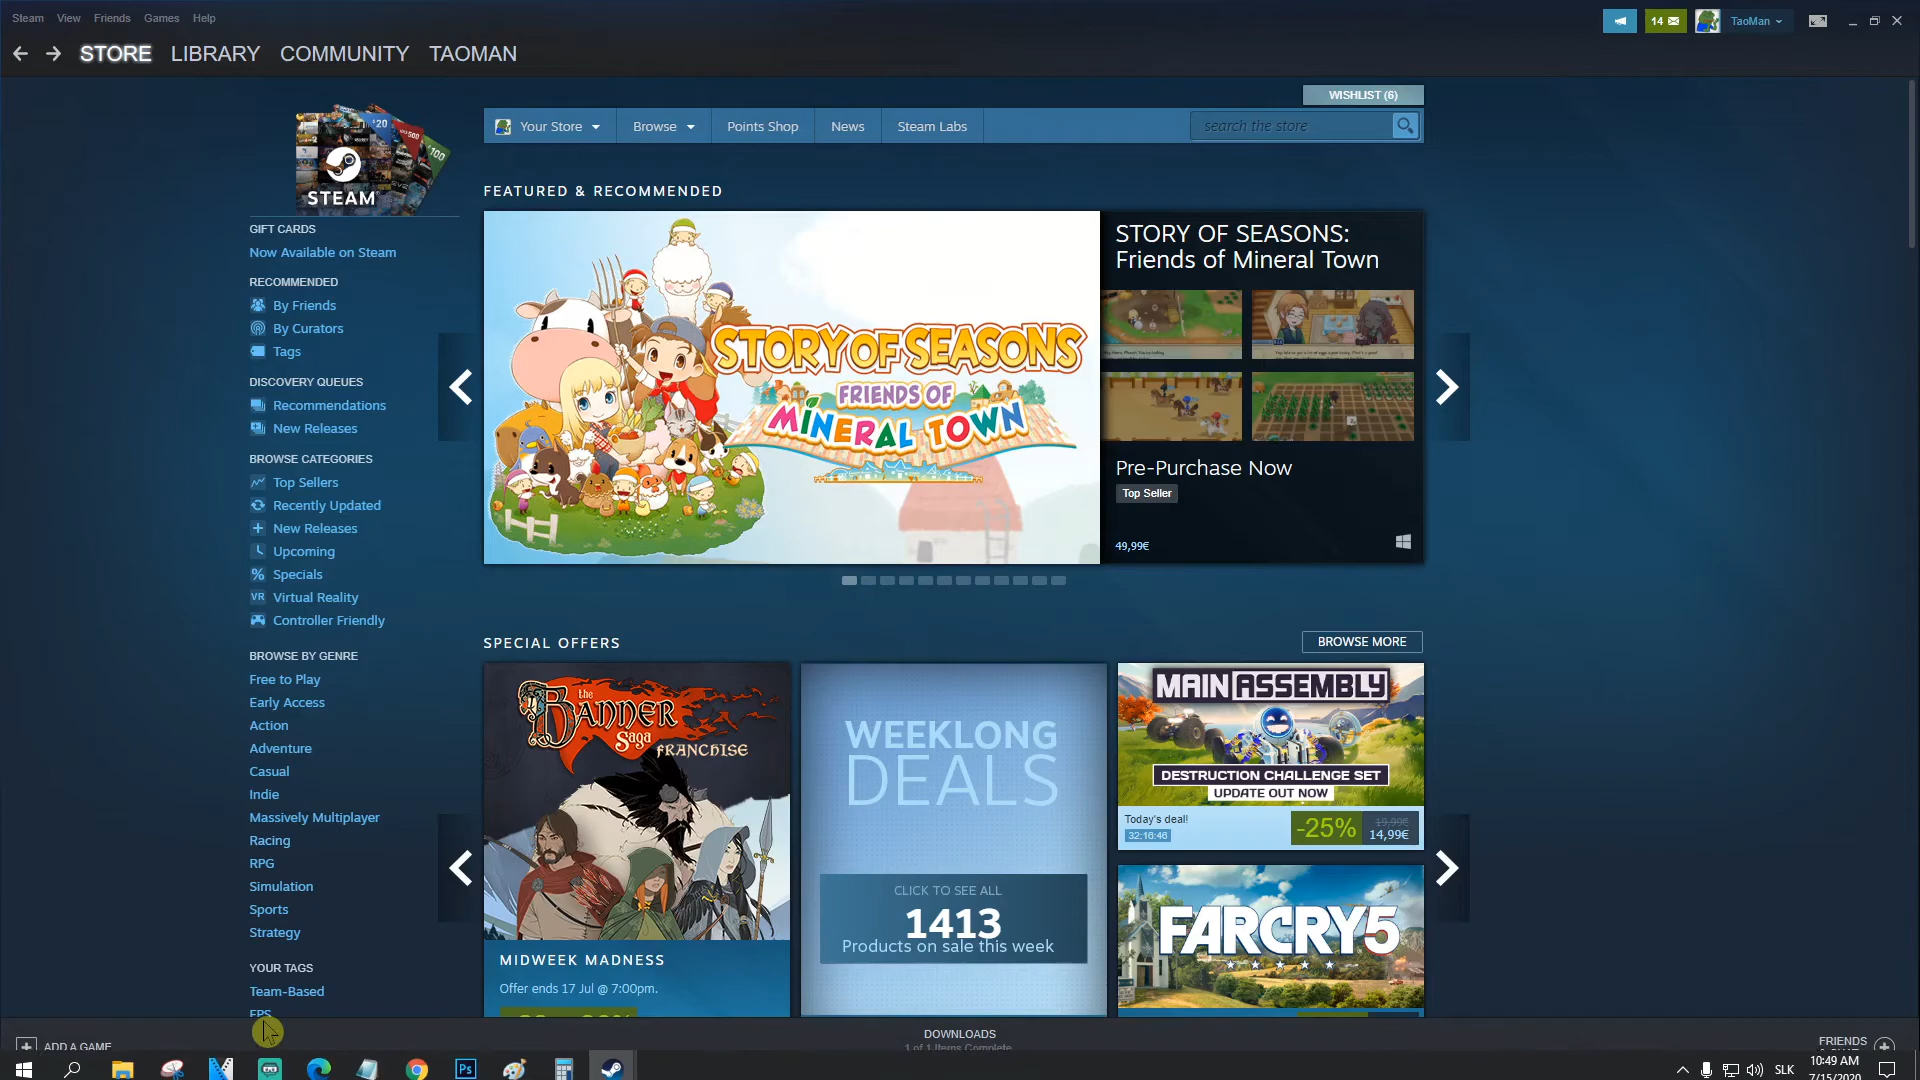 Steam View Friends Games Help
14
TaoMan
STORE LIBRARY COMMUNITY TAOMAN
WISHLIST (6)
Your Store Browse Points Shop News Steam Labs
search the store
$20
$100
STEAM
GIFT CARDS
Now Available on Steam
RECOMMENDED
By Friends
By Curators
Tags
DISCOVERY QUEUES
Recommendations
New Releases
BROWSE CATEGORIES
Top Sellers
Recently Updated
New Releases
Upcoming
% Specials
VR Virtual Reality
Controller Friendly
BROWSE BY GENRE
Free to Play
Early Access
Action
Adventure
Casual
Indie
Massively Multiplayer
Racing
RPG
Simulation
Sports
Strategy
YOUR TAGS
Team-Based
FPS
FEATURED & RECOMMENDED
STORY OF SEASONS
FRIENDS OF
MINERAL TOWN
STORY OF SEASONS:
Friends of Mineral Town
Pre-Purchase Now
Top Seller
49,99€
SPECIAL OFFERS
BROWSE MORE
the
BANNER
Saga
FRANCHISE
MIDWEEK MADNESS
Offer ends 17 Jul @ 7:00pm.
WEEKLONG
DEALS
CLICK TO SEE ALL
1413
Products on sale this week
MAIN ASSEMBLY
DESTRUCTION CHALLENGE SET
UPDATE OUT NOW
Today's deal!
32:16:46
-25%
19,99€
14,99€
FARCRY5
ADD A GAME
DOWNLOADS
1 of 1 Items Complete
FRIENDS
Ps
SLK
10:49 AM
7/15/2020